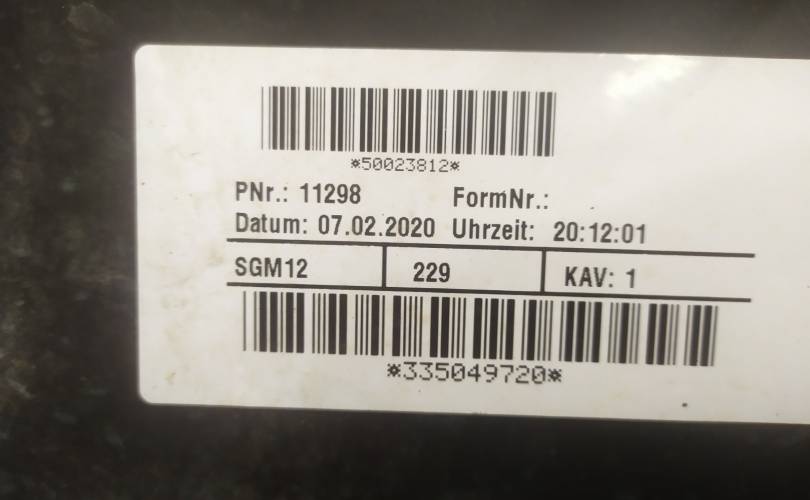 *50023812*
PNr.: 11298 FormNr.:
Datum: 07.02.2020 Uhrzeit: 20:12:01
SGM12 229 KAV: 1
*335049720*